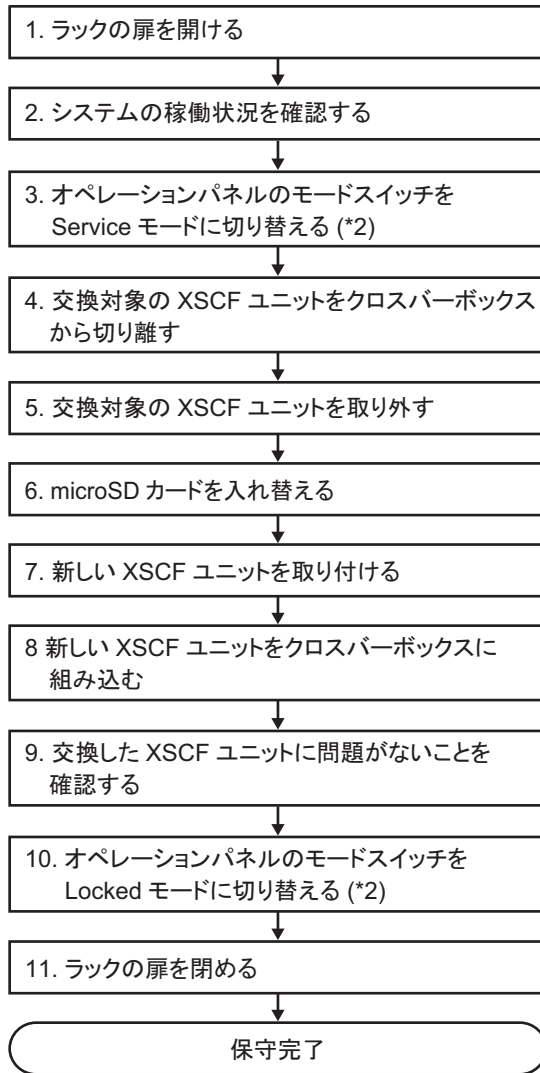 1. ラックの扉を開ける
2. システムの稼働状況を確認する
3. オペレーションパネルのモードスイッチを
Service モードに切り替える (*2)
4. 交換対象の XSCF ユニットをクロスバーボックス
から切り離す
5. 交換対象の XSCF ユニットを取り外す
6. microSD カードを入れ替える
7. 新しい XSCF ユニットを取り付ける
8 新しい XSCF ユニットをクロスバーボックスに
組み込む
9. 交換した XSCF ユニットに問題がないことを
確認する
10. オペレーションパネルのモードスイッチを
Locked モードに切り替える (*2)
11. ラックの扉を閉める
保守完了